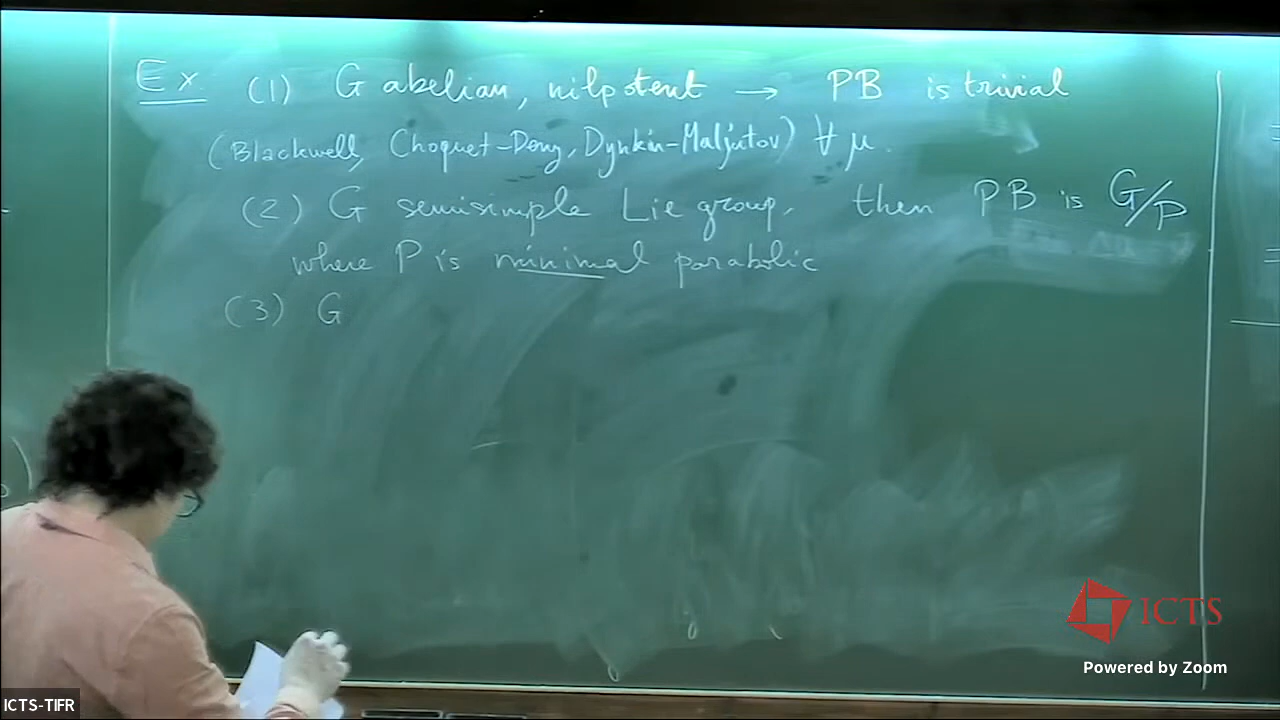 Ex. (1) G abelian, nilpotent → PB is trivial
(Blackwell, Choquet-Deny, Dynkin-Maljutov) ∀ μ.
(2) G semisimple Lie group, then PB is G/P
where P is minimal parabolic
(3) G
ICTS
Powered by Zoom
ICTS-TIFR